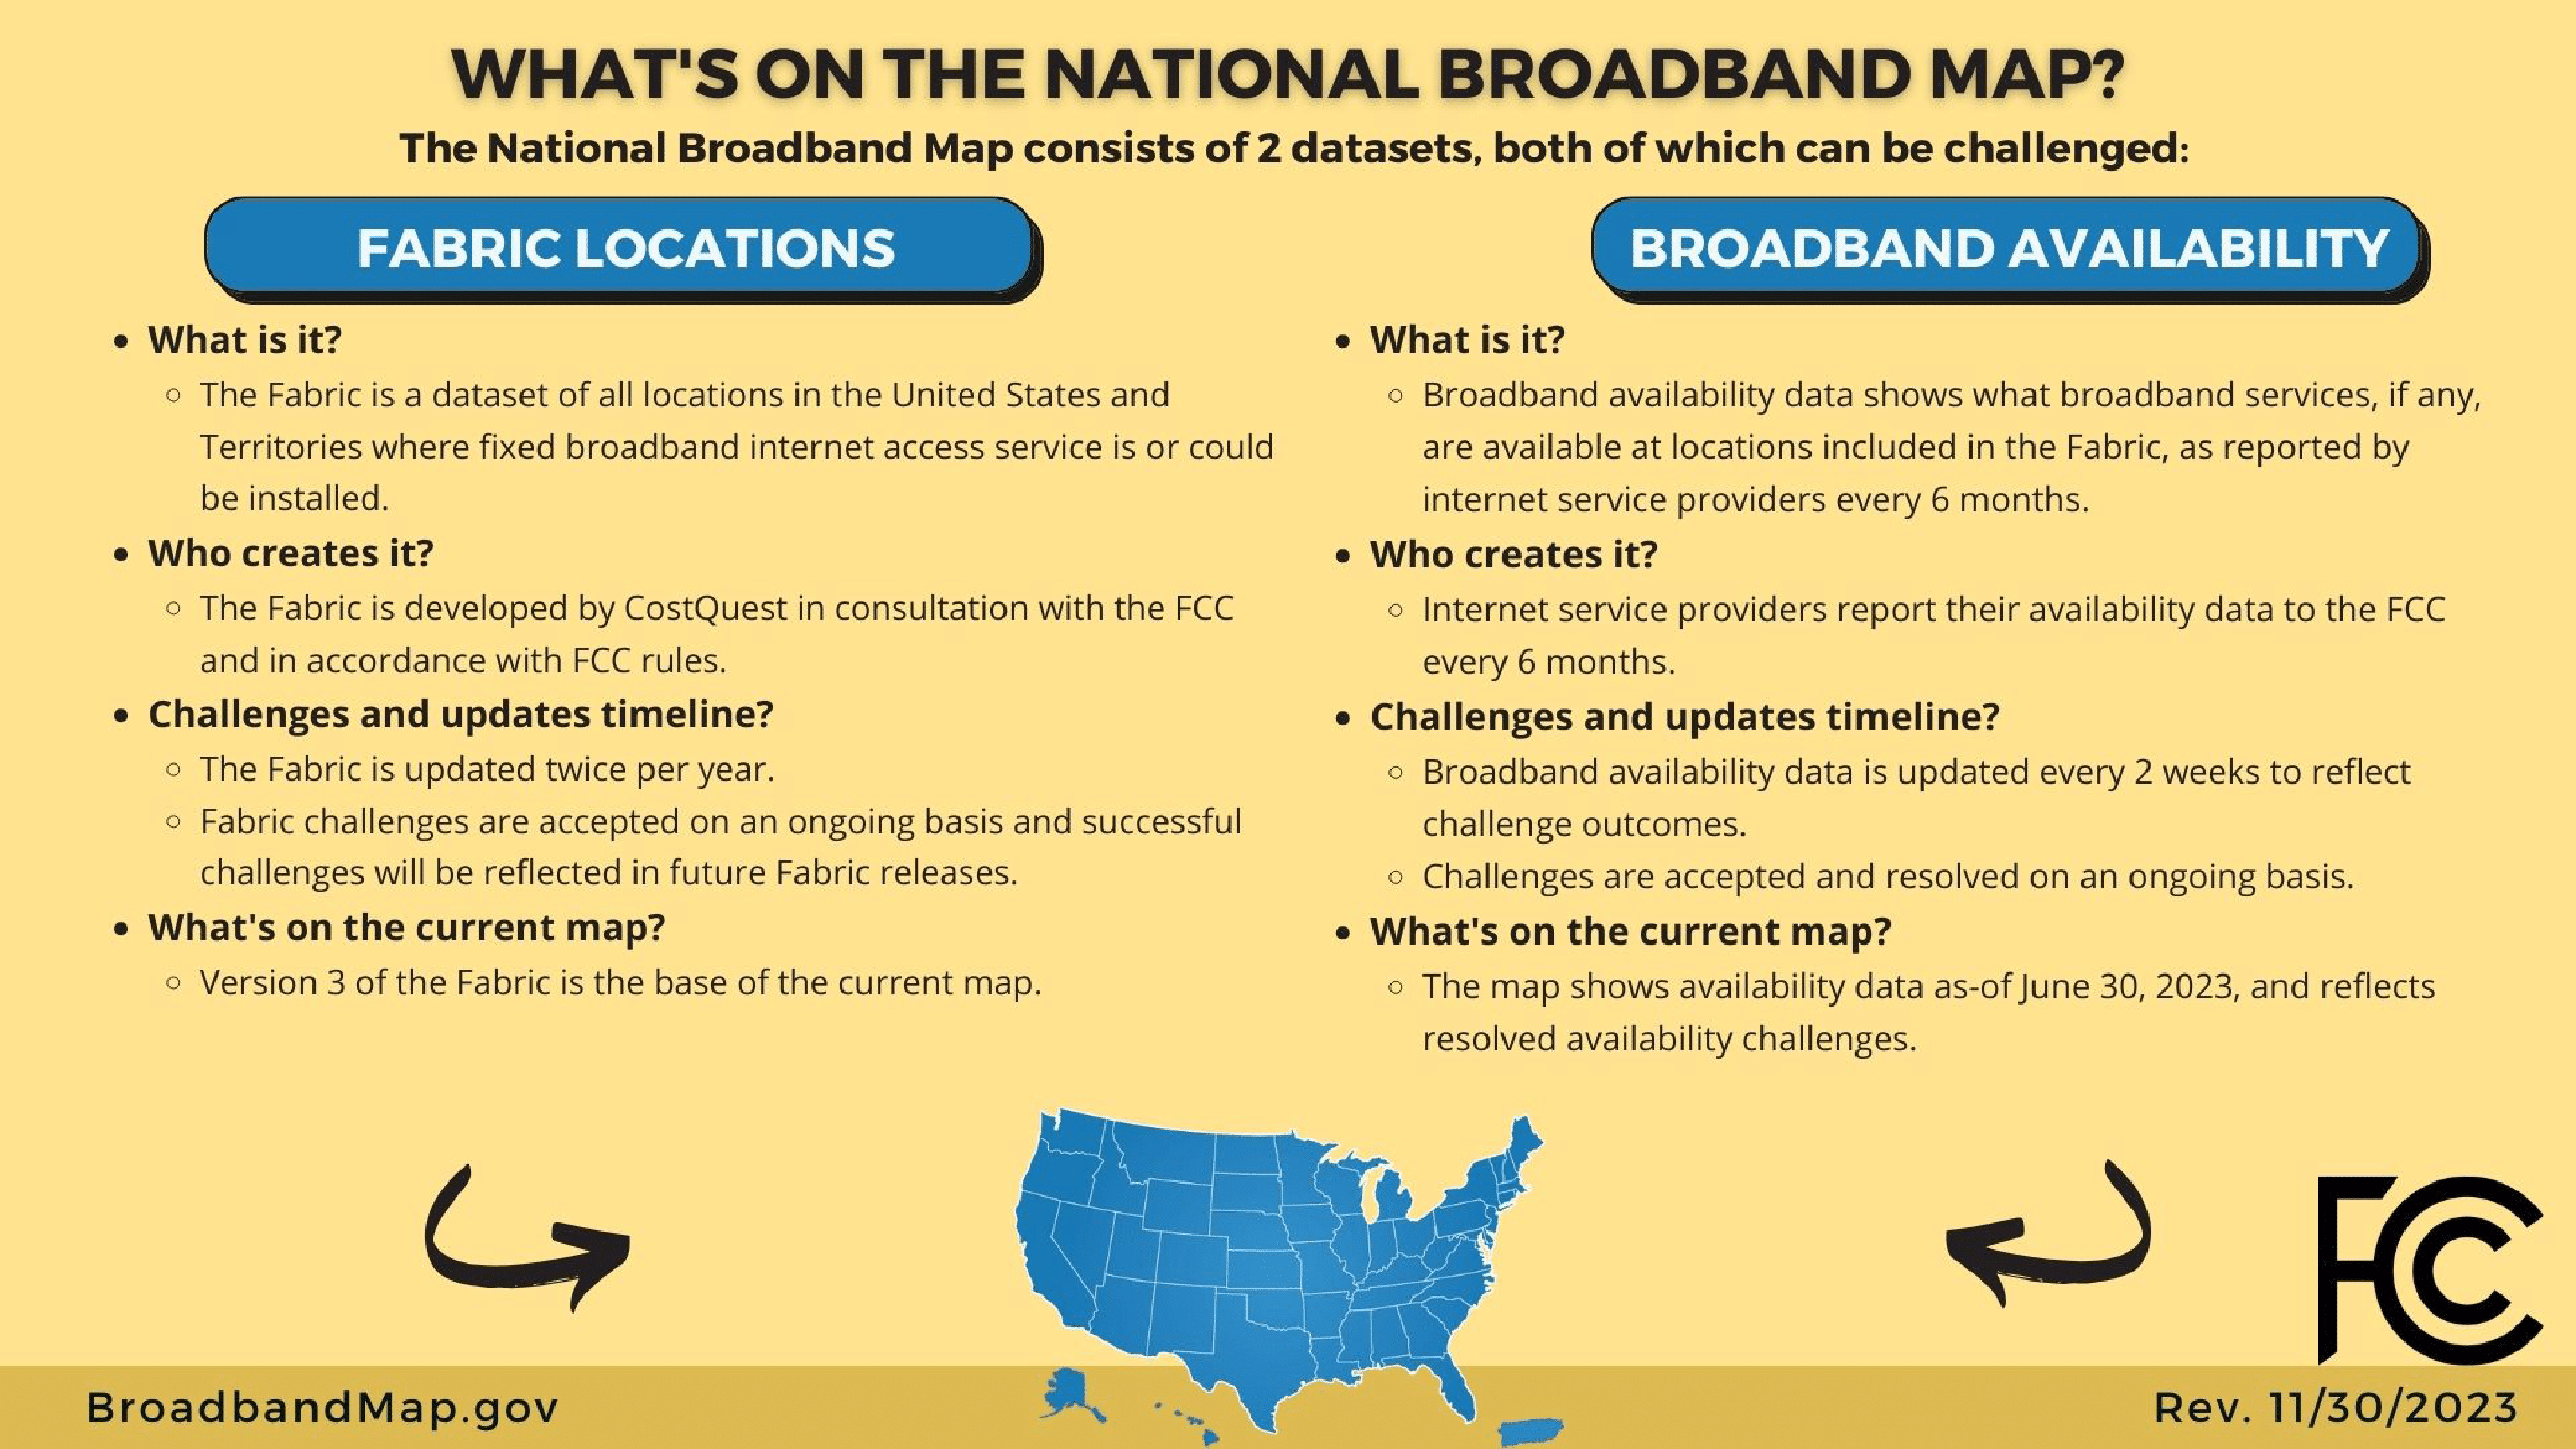 WHAT'S ON THE NATIONAL BROADBAND MAP?
The National Broadband Map consists of 2 datasets, both of which can be challenged:
FABRIC LOCATIONS
• What is it?
◦ The Fabric is a dataset of all locations in the United States and
Territories where fixed broadband internet access service is or could
be installed.
• Who creates it?
◦ The Fabric is developed by CostQuest in consultation with the FCC
and in accordance with FCC rules.
• Challenges and updates timeline?
◦ The Fabric is updated twice per year.
◦ Fabric challenges are accepted on an ongoing basis and successful
challenges will be reflected in future Fabric releases.
• What's on the current map?
◦ Version 3 of the Fabric is the base of the current map.
BROADBAND AVAILABILITY
• What is it?
◦ Broadband availability data shows what broadband services, if any,
are available at locations included in the Fabric, as reported by
internet service providers every 6 months.
• Who creates it?
◦ Internet service providers report their availability data to the FCC
every 6 months.
• Challenges and updates timeline?
◦ Broadband availability data is updated every 2 weeks to reflect
challenge outcomes.
◦ Challenges are accepted and resolved on an ongoing basis.
• What's on the current map?
◦ The map shows availability data as-of June 30, 2023, and reflects
resolved availability challenges.
FCC
BroadbandMap.gov
Rev. 11/30/2023